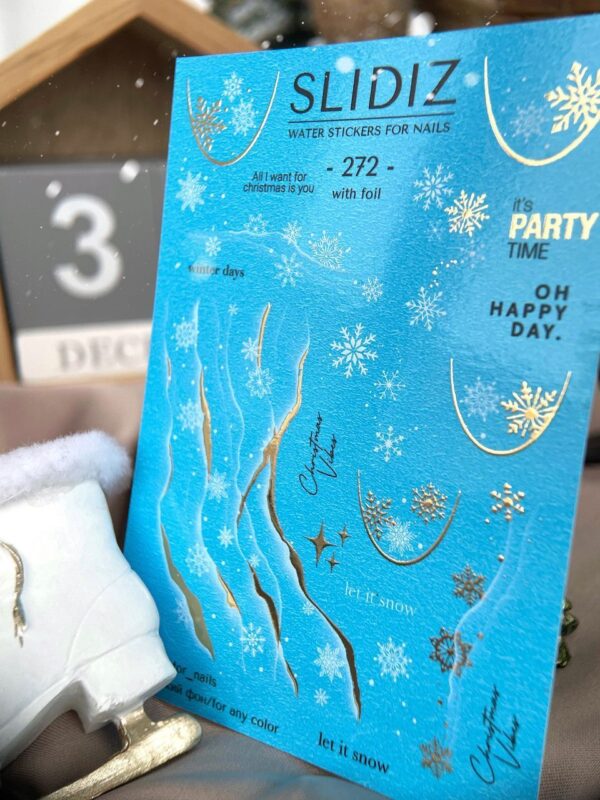 SLIDIZ
WATER STICKERS FOR NAILS
- 272 -
with foil
All I want for
christmas is you
it's
PARTY
TIME
winter days
OH
HAPPY
DAY.
3
Christmas
Vibes
let it snow
for_nails
фон/for any color
let it snow
Christmas
Vibes